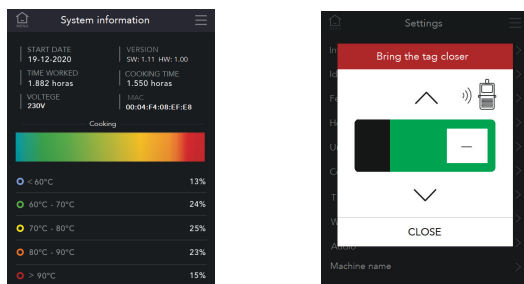 MENU
System information
START DATE
19-12-2020
VERSION
SW: 1.11 HW: 1.00
TIME WORKED
1.882 horas
COOKING TIME
1.550 horas
VOLTEGE
230V
MAC
00:04:F4:08:EF:E8
Cooking
< 60°C 13%
60°C - 70°C 24%
70°C - 80°C 25%
80°C - 90°C 23%
> 90°C 15%
Settings
Bring the tag closer
CLOSE
Audio
Machine name